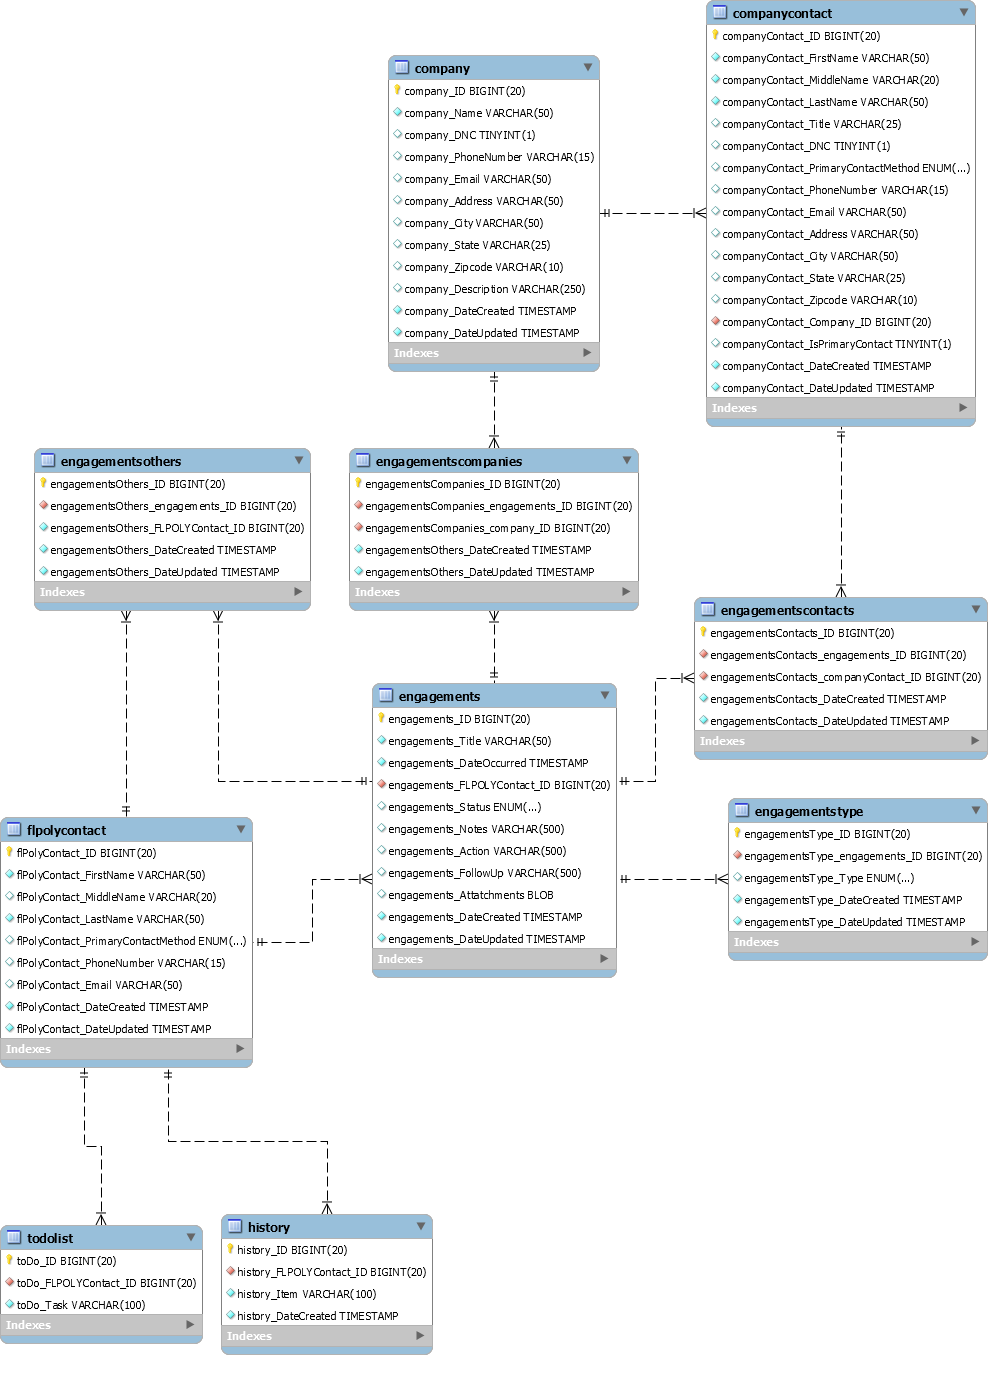 companycontact
companyContact_ID BIGINT(20)
companyContact_FirstName VARCHAR(50)
companyContact_MiddleName VARCHAR(20)
companyContact_LastName VARCHAR(50)
companyContact_Title VARCHAR(25)
companyContact_DNC TINYINT(1)
companyContact_PrimaryContactMethod ENUM(...)
companyContact_PhoneNumber VARCHAR(15)
companyContact_Email VARCHAR(50)
companyContact_Address VARCHAR(50)
companyContact_City VARCHAR(50)
companyContact_State VARCHAR(25)
companyContact_Zipcode VARCHAR(10)
companyContact_Company_ID BIGINT(20)
companyContact_IsPrimaryContact TINYINT(1)
companyContact_DateCreated TIMESTAMP
companyContact_DateUpdated TIMESTAMP
Indexes
company
company_ID BIGINT(20)
company_Name VARCHAR(50)
company_DNC TINYINT(1)
company_PhoneNumber VARCHAR(15)
company_Email VARCHAR(50)
company_Address VARCHAR(50)
company_City VARCHAR(50)
company_State VARCHAR(25)
company_Zipcode VARCHAR(10)
company_Description VARCHAR(250)
company_DateCreated TIMESTAMP
company_DateUpdated TIMESTAMP
Indexes
engagementsothers
engagementsOthers_ID BIGINT(20)
engagementsOthers_engagements_ID BIGINT(20)
engagementsOthers_FLPOLYContact_ID BIGINT(20)
engagementsOthers_DateCreated TIMESTAMP
engagementsOthers_DateUpdated TIMESTAMP
Indexes
engagementscompanies
engagementsCompanies_ID BIGINT(20)
engagementsCompanies_engagements_ID BIGINT(20)
engagementsCompanies_company_ID BIGINT(20)
engagementsOthers_DateCreated TIMESTAMP
engagementsOthers_DateUpdated TIMESTAMP
Indexes
engagementscontacts
engagementsContacts_ID BIGINT(20)
engagementsContacts_engagements_ID BIGINT(20)
engagementsContacts_companyContact_ID BIGINT(20)
engagementsContacts_DateCreated TIMESTAMP
engagementsContacts_DateUpdated TIMESTAMP
Indexes
engagements
engagements_ID BIGINT(20)
engagements_Title VARCHAR(50)
engagements_DateOccurred TIMESTAMP
engagements_FLPOLYContact_ID BIGINT(20)
engagements_Status ENUM(...)
engagements_Notes VARCHAR(500)
engagements_Action VARCHAR(500)
engagements_FollowUp VARCHAR(500)
engagements_Attatchments BLOB
engagements_DateCreated TIMESTAMP
engagements_DateUpdated TIMESTAMP
Indexes
engagementstype
engagementsType_ID BIGINT(20)
engagementsType_engagements_ID BIGINT(20)
engagementsType_Type ENUM(...)
engagementsType_DateCreated TIMESTAMP
engagementsType_DateUpdated TIMESTAMP
Indexes
flpolycontact
flPolyContact_ID BIGINT(20)
flPolyContact_FirstName VARCHAR(50)
flPolyContact_MiddleName VARCHAR(20)
flPolyContact_LastName VARCHAR(50)
flPolyContact_PrimaryContactMethod ENUM(...)
flPolyContact_PhoneNumber VARCHAR(15)
flPolyContact_Email VARCHAR(50)
flPolyContact_DateCreated TIMESTAMP
flPolyContact_DateUpdated TIMESTAMP
Indexes
todolist
toDo_ID BIGINT(20)
toDo_FLPOLYContact_ID BIGINT(20)
toDo_Task VARCHAR(100)
Indexes
history
history_ID BIGINT(20)
history_FLPOLYContact_ID BIGINT(20)
history_Item VARCHAR(100)
history_DateCreated TIMESTAMP
Indexes